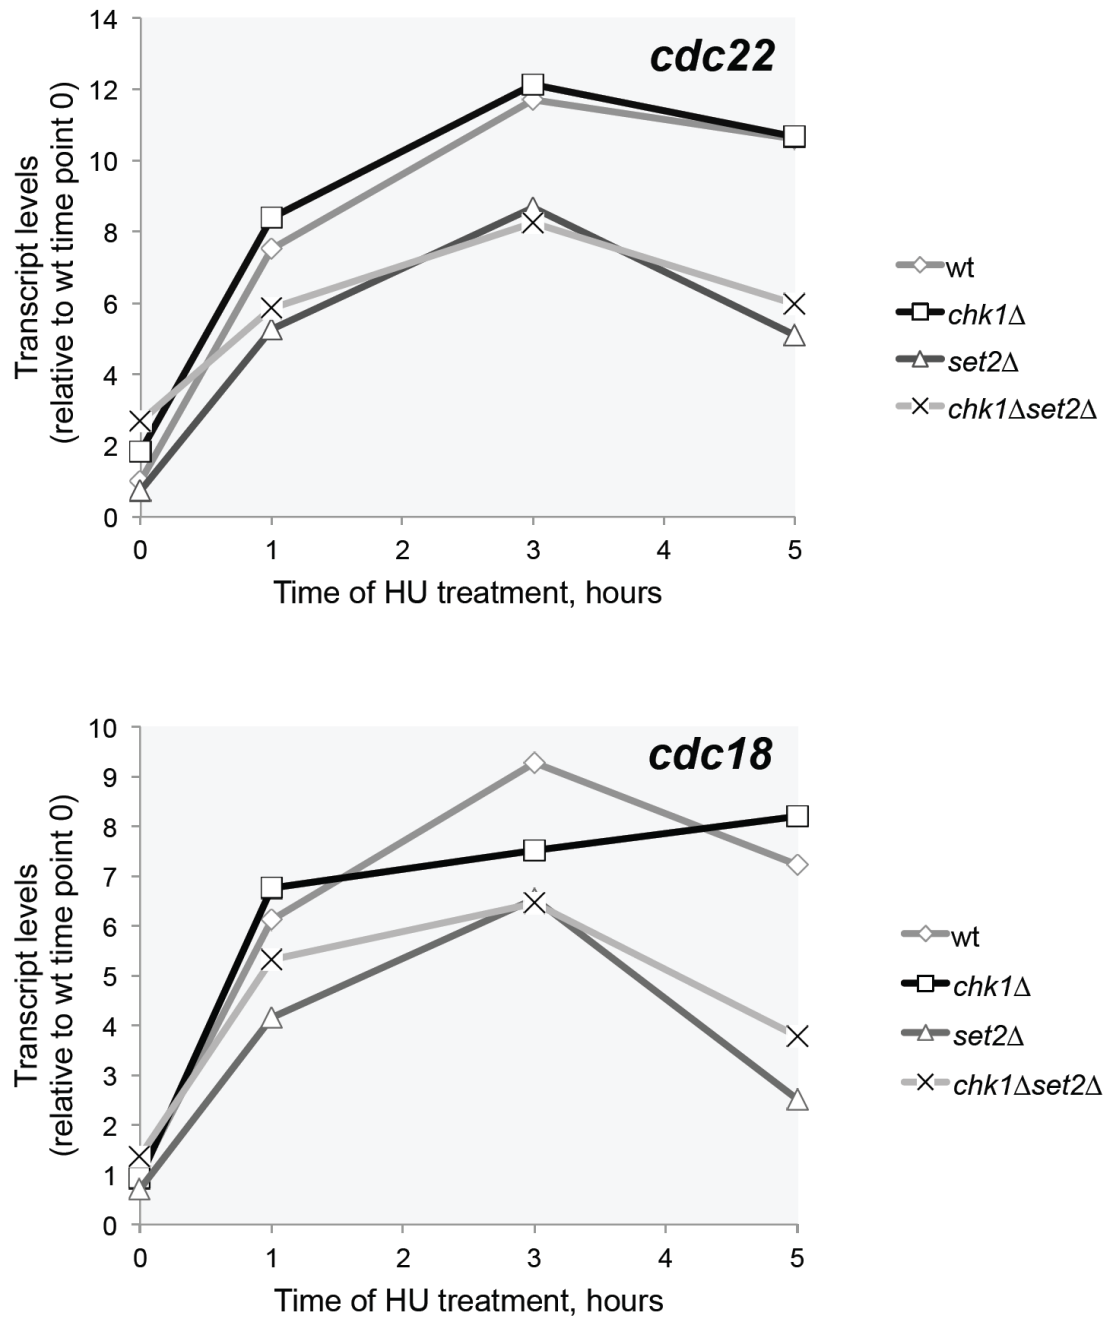 cdc22
Transcript levels
(relative to wt time point 0)
14
12
10
8
6
4
2
0
0 1 2 3 4 5
Time of HU treatment, hours
wt
chk1Δ
set2Δ
chk1Δset2Δ
cdc18
Transcript levels
(relative to wt time point 0)
10
9
8
7
6
5
4
3
2
1
0
0 1 2 3 4 5
Time of HU treatment, hours
wt
chk1Δ
set2Δ
chk1Δset2Δ